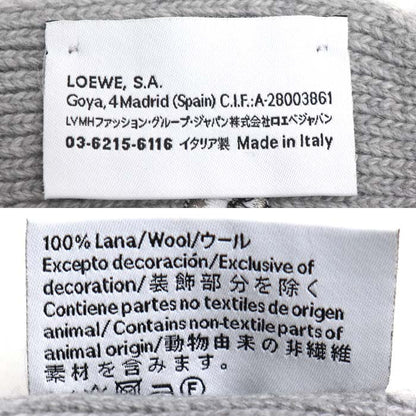 LOEWE, S.A.
Goya, 4 Madrid (Spain) C.I.F.:A-28003861
LVMHファッション・グループ・ジャパン株式会社ロエベジャパン
03-6215-6116 イタリア製 Made in Italy
100% Lana/Wool/ウール
Excepto decoración/Exclusive of
decoration/装飾部分を除く
Contiene partes no textiles de origen
animal/Contains non-textile parts of
animal origin/動物由来の非繊維
素材を含みます。